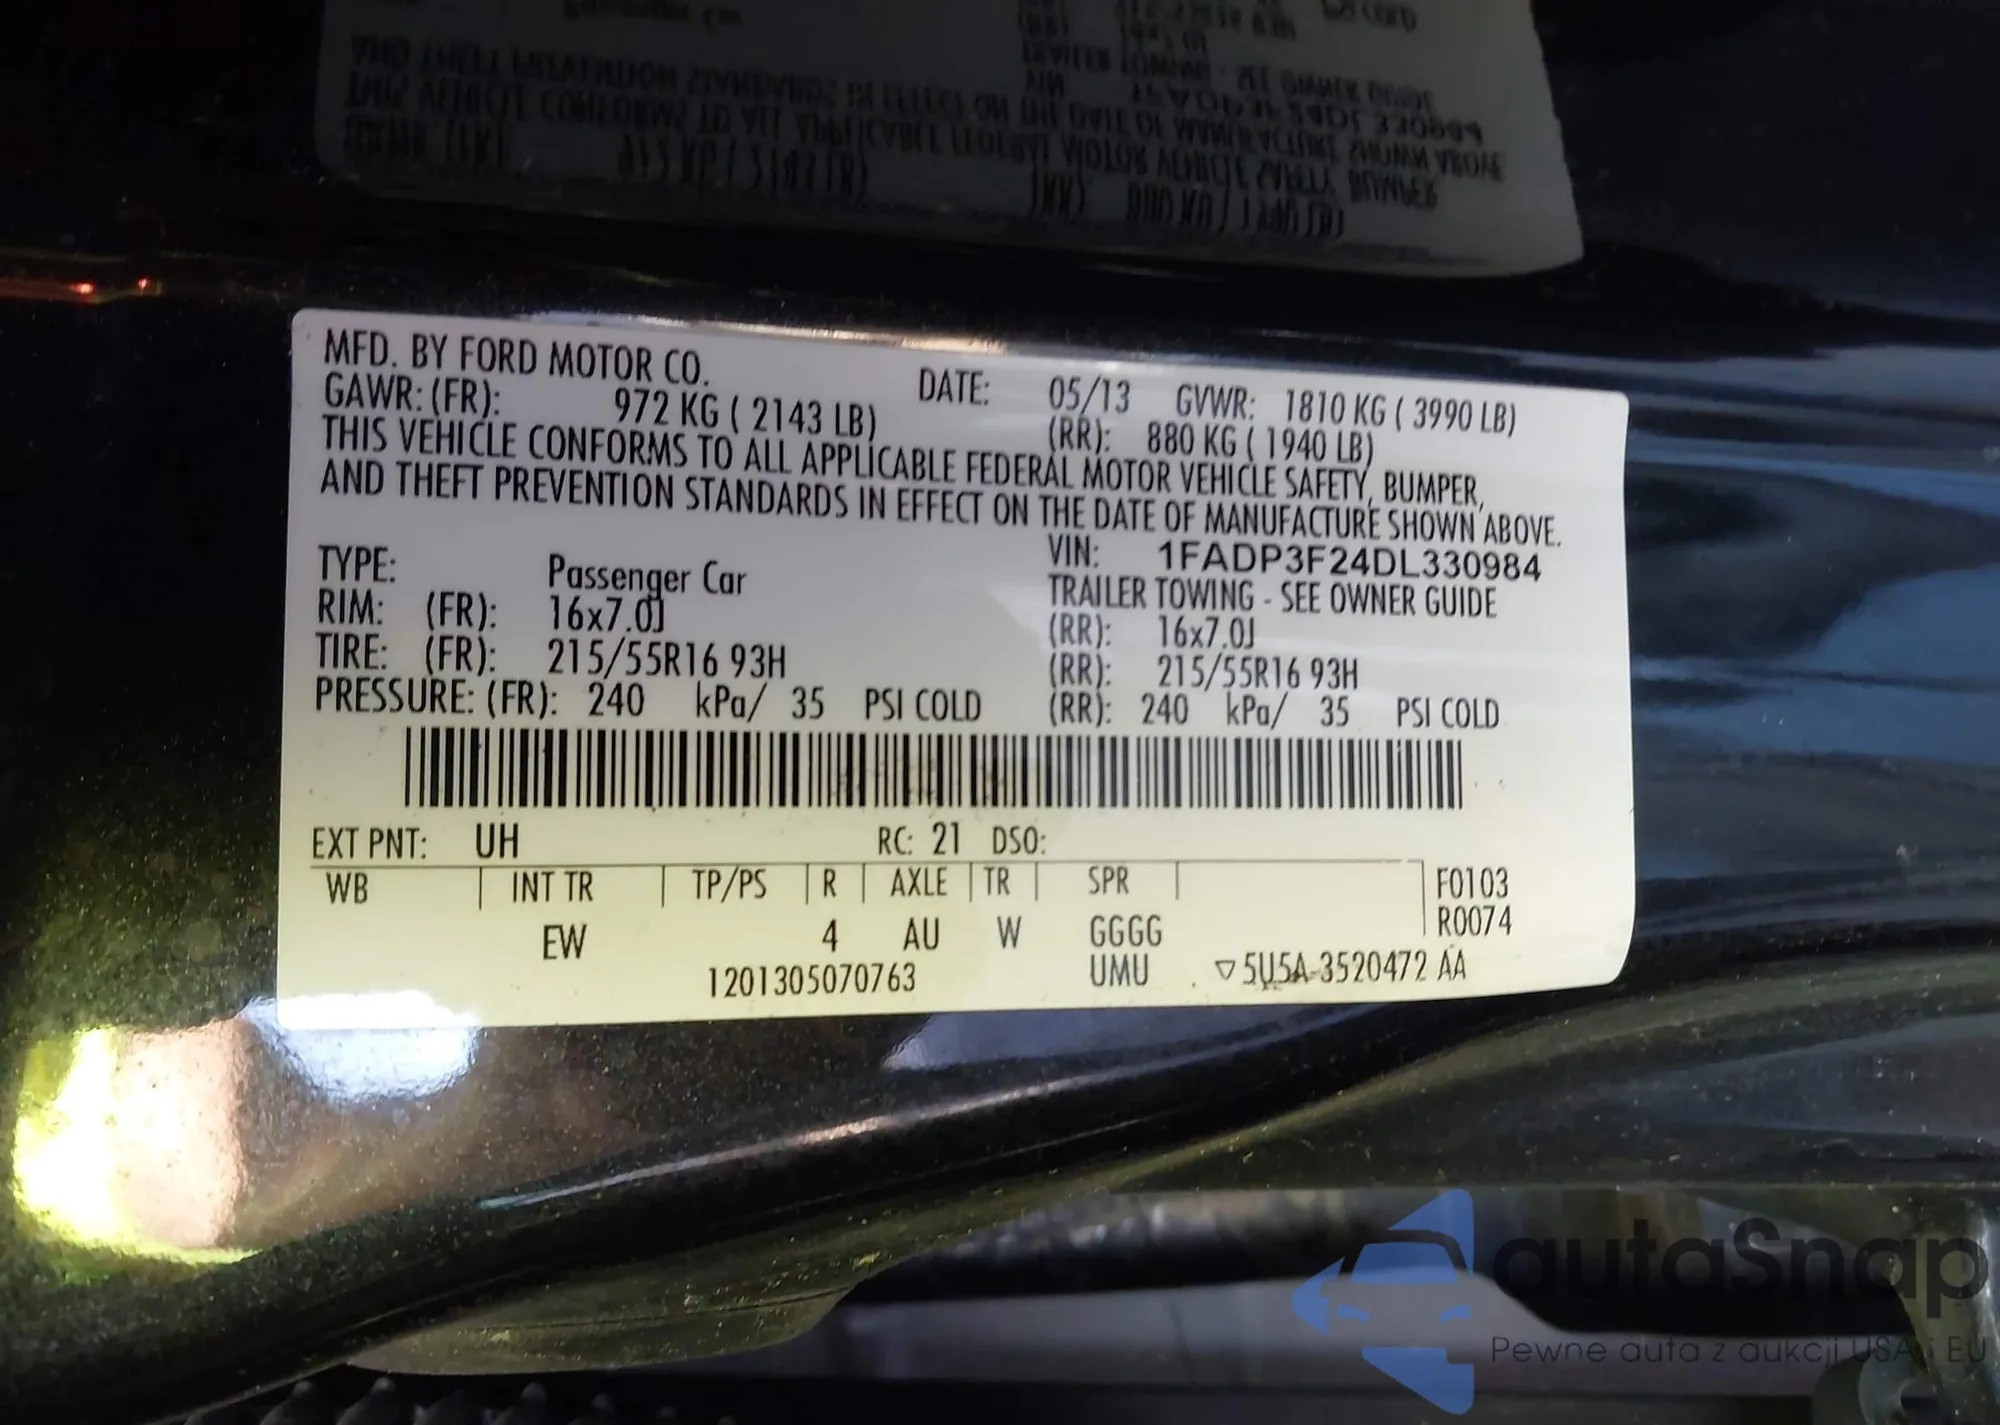 MFD. BY FORD MOTOR CO. DATE: 05/13 GVWR: 1810 KG ( 3990 LB)
GAWR: (FR): 972 KG ( 2143 LB) (RR): 880 KG ( 1940 LB)
THIS VEHICLE CONFORMS TO ALL APPLICABLE FEDERAL MOTOR VEHICLE SAFETY, BUMPER,
AND THEFT PREVENTION STANDARDS IN EFFECT ON THE DATE OF MANUFACTURE SHOWN ABOVE.
VIN: 1FADP3F24DL330984
TYPE: Passenger Car TRAILER TOWING - SEE OWNER GUIDE
RIM: (FR): 16x7.0J (RR): 16x7.0J
TIRE: (FR): 215/55R16 93H (RR): 215/55R16 93H
PRESSURE: (FR): 240 kPa/ 35 PSI COLD (RR): 240 kPa/ 35 PSI COLD
EXT PNT: UH RC: 21 DSO:
WB INT TR TP/PS R AXLE TR SPR F0103
R0074
EW 4 AU W GGGG
1201305070763 UMU ▽5U5A-3520472 AA
autoSnap
Pewne auta z aukcji USA i EU